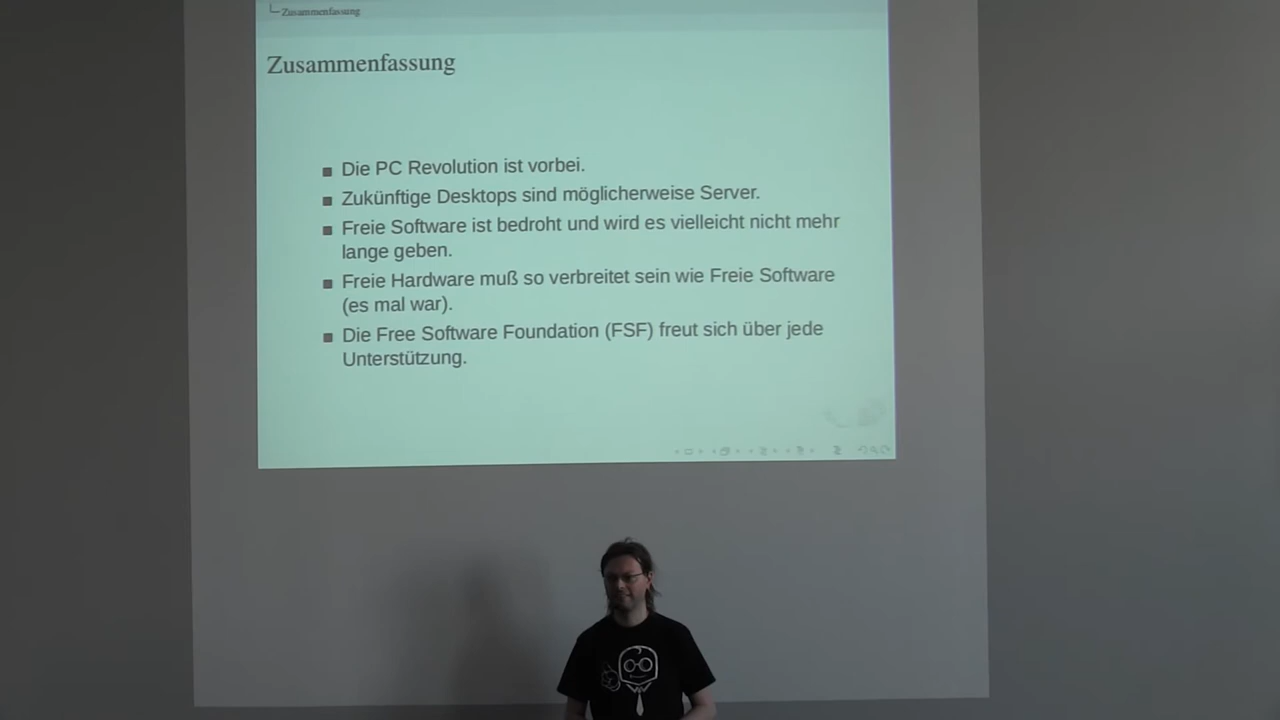 Zusammenfassung
Zusammenfassung
Die PC Revolution ist vorbei.
Zukünftige Desktops sind möglicherweise Server.
Freie Software ist bedroht und wird es vielleicht nicht mehr
lange geben.
Freie Hardware muß so verbreitet sein wie Freie Software
(es mal war).
Die Free Software Foundation (FSF) freut sich über jede
Unterstützung.